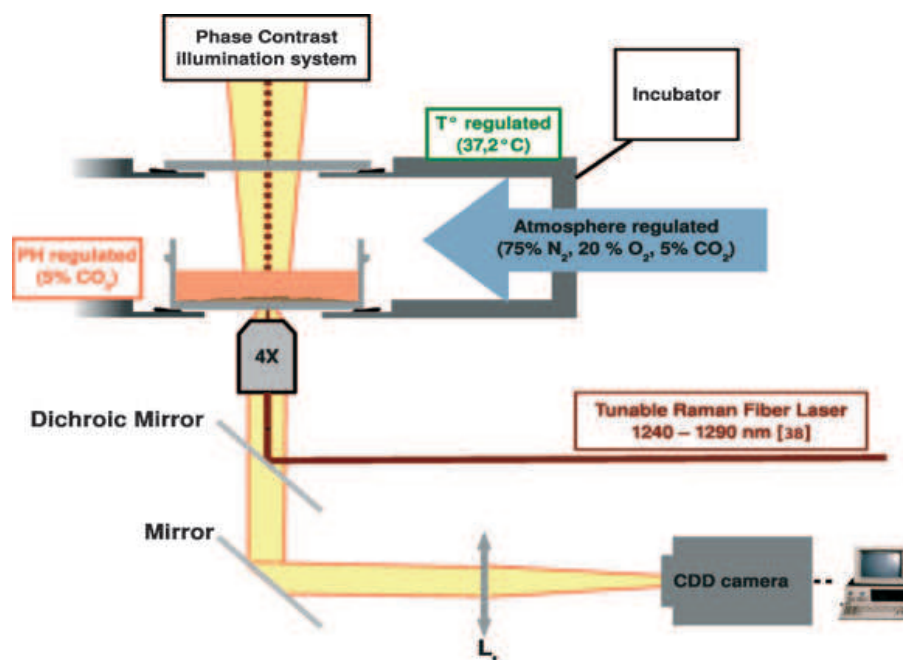 Phase Contrast
illumination system
Incubator
T° regulated
(37,2°C)
Atmosphere regulated
(75% N₂, 20 % O₂, 5% CO₂)
PH regulated
(5% CO₂)
4X
Dichroic Mirror
Tunable Raman Fiber Laser
1240 – 1290 nm [38]
Mirror
CDD camera
L